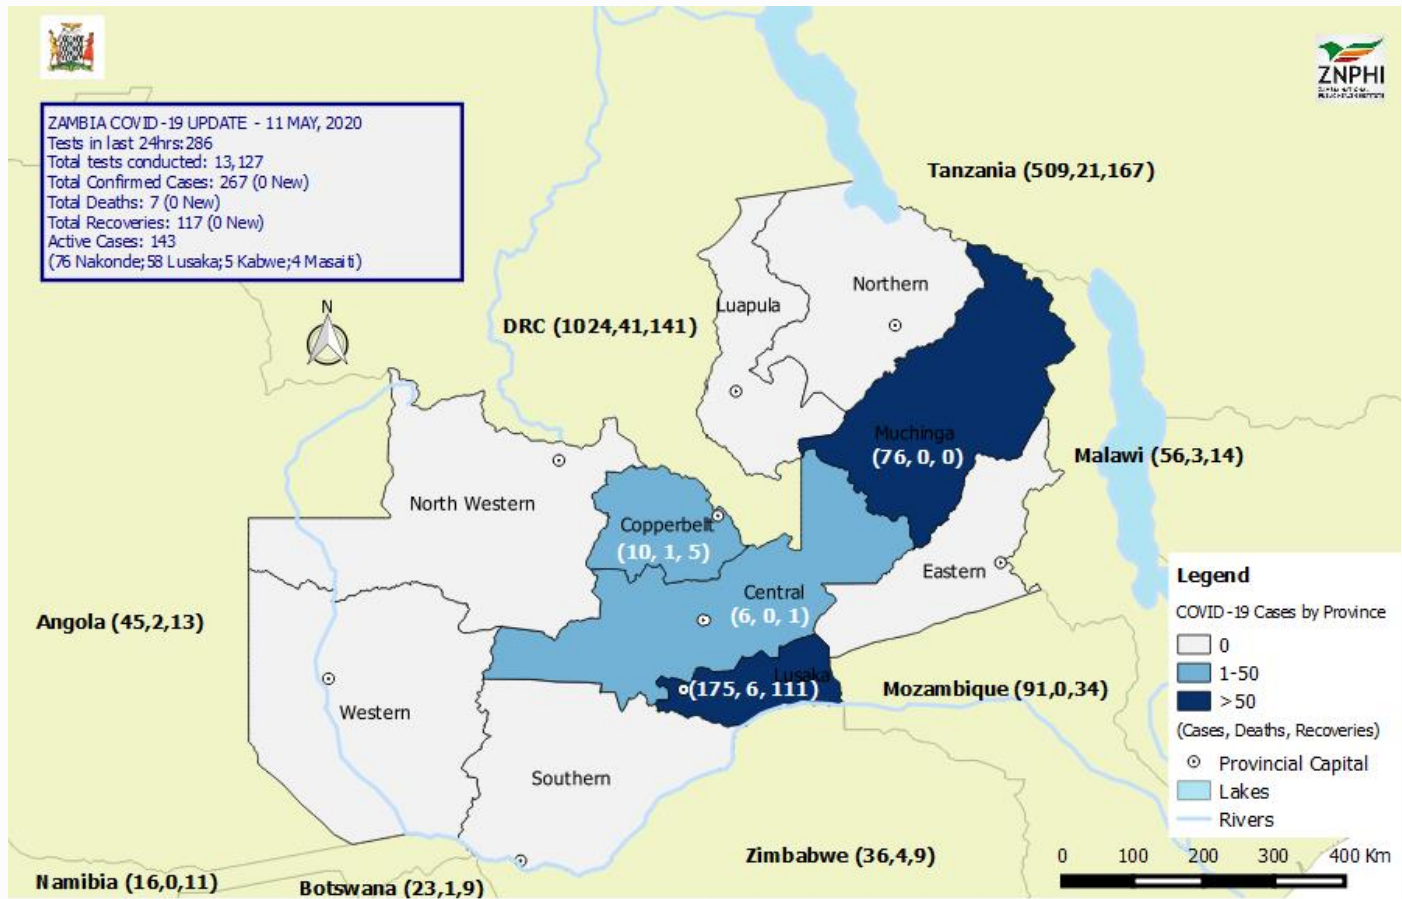 ZNPHI
ZAMBIA COVID-19 UPDATE - 11 MAY, 2020
Tests in last 24hrs:286
Total tests conducted: 13,127
Total Confirmed Cases: 267 (0 New)
Total Deaths: 7 (0 New)
Total Recoveries: 117 (0 New)
Active Cases: 143
(76 Nakonde;58 Lusaka;5 Kabwe;4 Masaiti)
Tanzania (509,21,167)
N
Northern
Luapula
DRC (1024,41,141)
Muchinga
(76, 0, 0)
Malawi (56,3,14)
North Western
Copperbelt
(10, 1, 5)
Eastern
Central
(6, 0, 1)
Angola (45,2,13)
Lusaka
(175, 6, 111)
Mozambique (91,0,34)
Western
Southern
Zimbabwe (36,4,9)
Namibia (16,0,11)
Botswana (23,1,9)
Legend
COVID-19 Cases by Province
0
1-50
>50
(Cases, Deaths, Recoveries)
Provincial Capital
Lakes
Rivers
0 100 200 300 400 Km